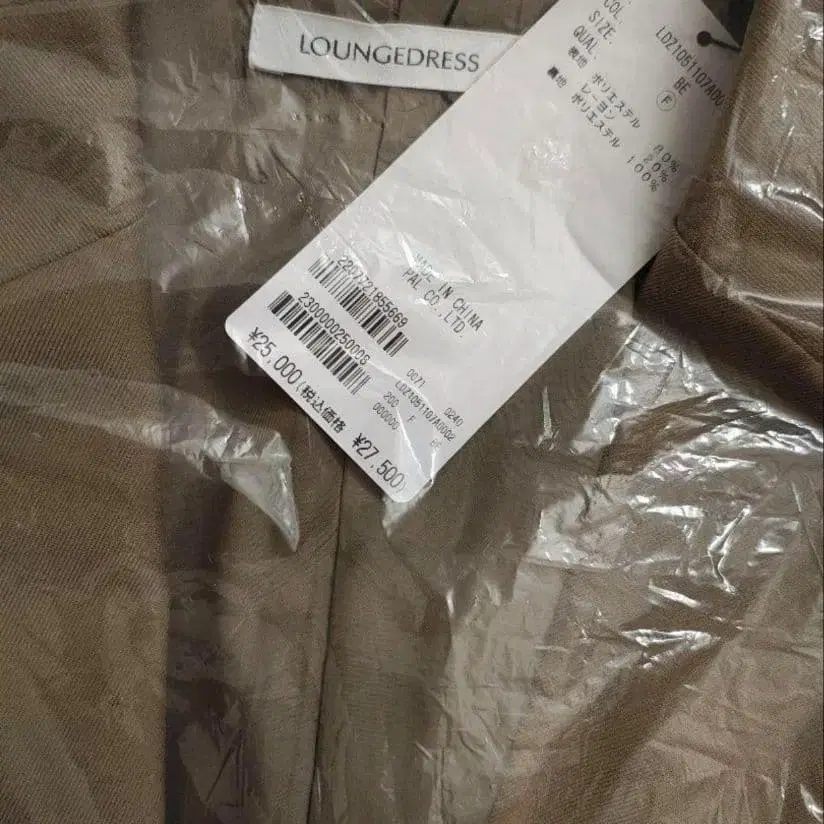 LOUNGEDRESS
COL.
SIZE.
QUAL.
LDZ1051107A00
BE
F
表地 ポリエステル 80%
レーヨン 20%
裏地 ポリエステル 100%
MADE IN CHINA
PAL CO.,LTD.
2300000250008
0071 0240
LDZ1051107A0002
200 F BE
000000
¥25,000(税込価格 ¥27,500)